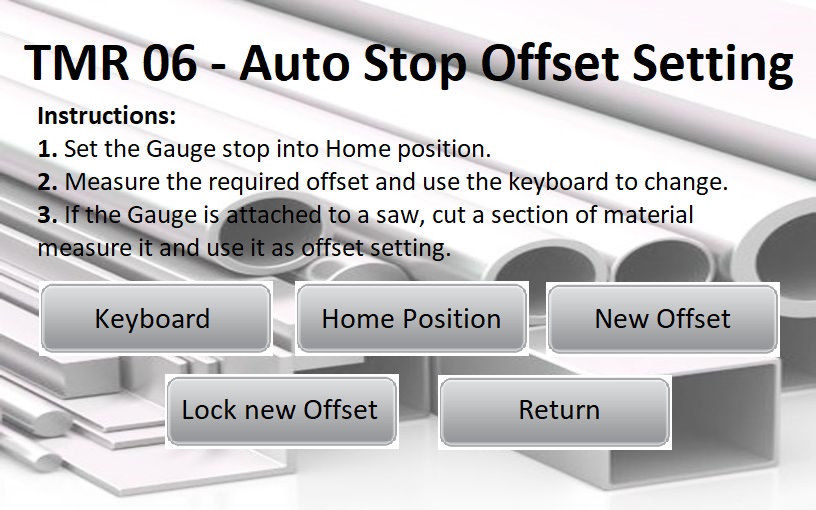 TMR 06 - Auto Stop Offset Setting
Instructions:
1. Set the Gauge stop into Home position.
2. Measure the required offset and use the keyboard to change.
3. If the Gauge is attached to a saw, cut a section of material
measure it and use it as offset setting.
Keyboard
Home Position
New Offset
Lock new Offset
Return